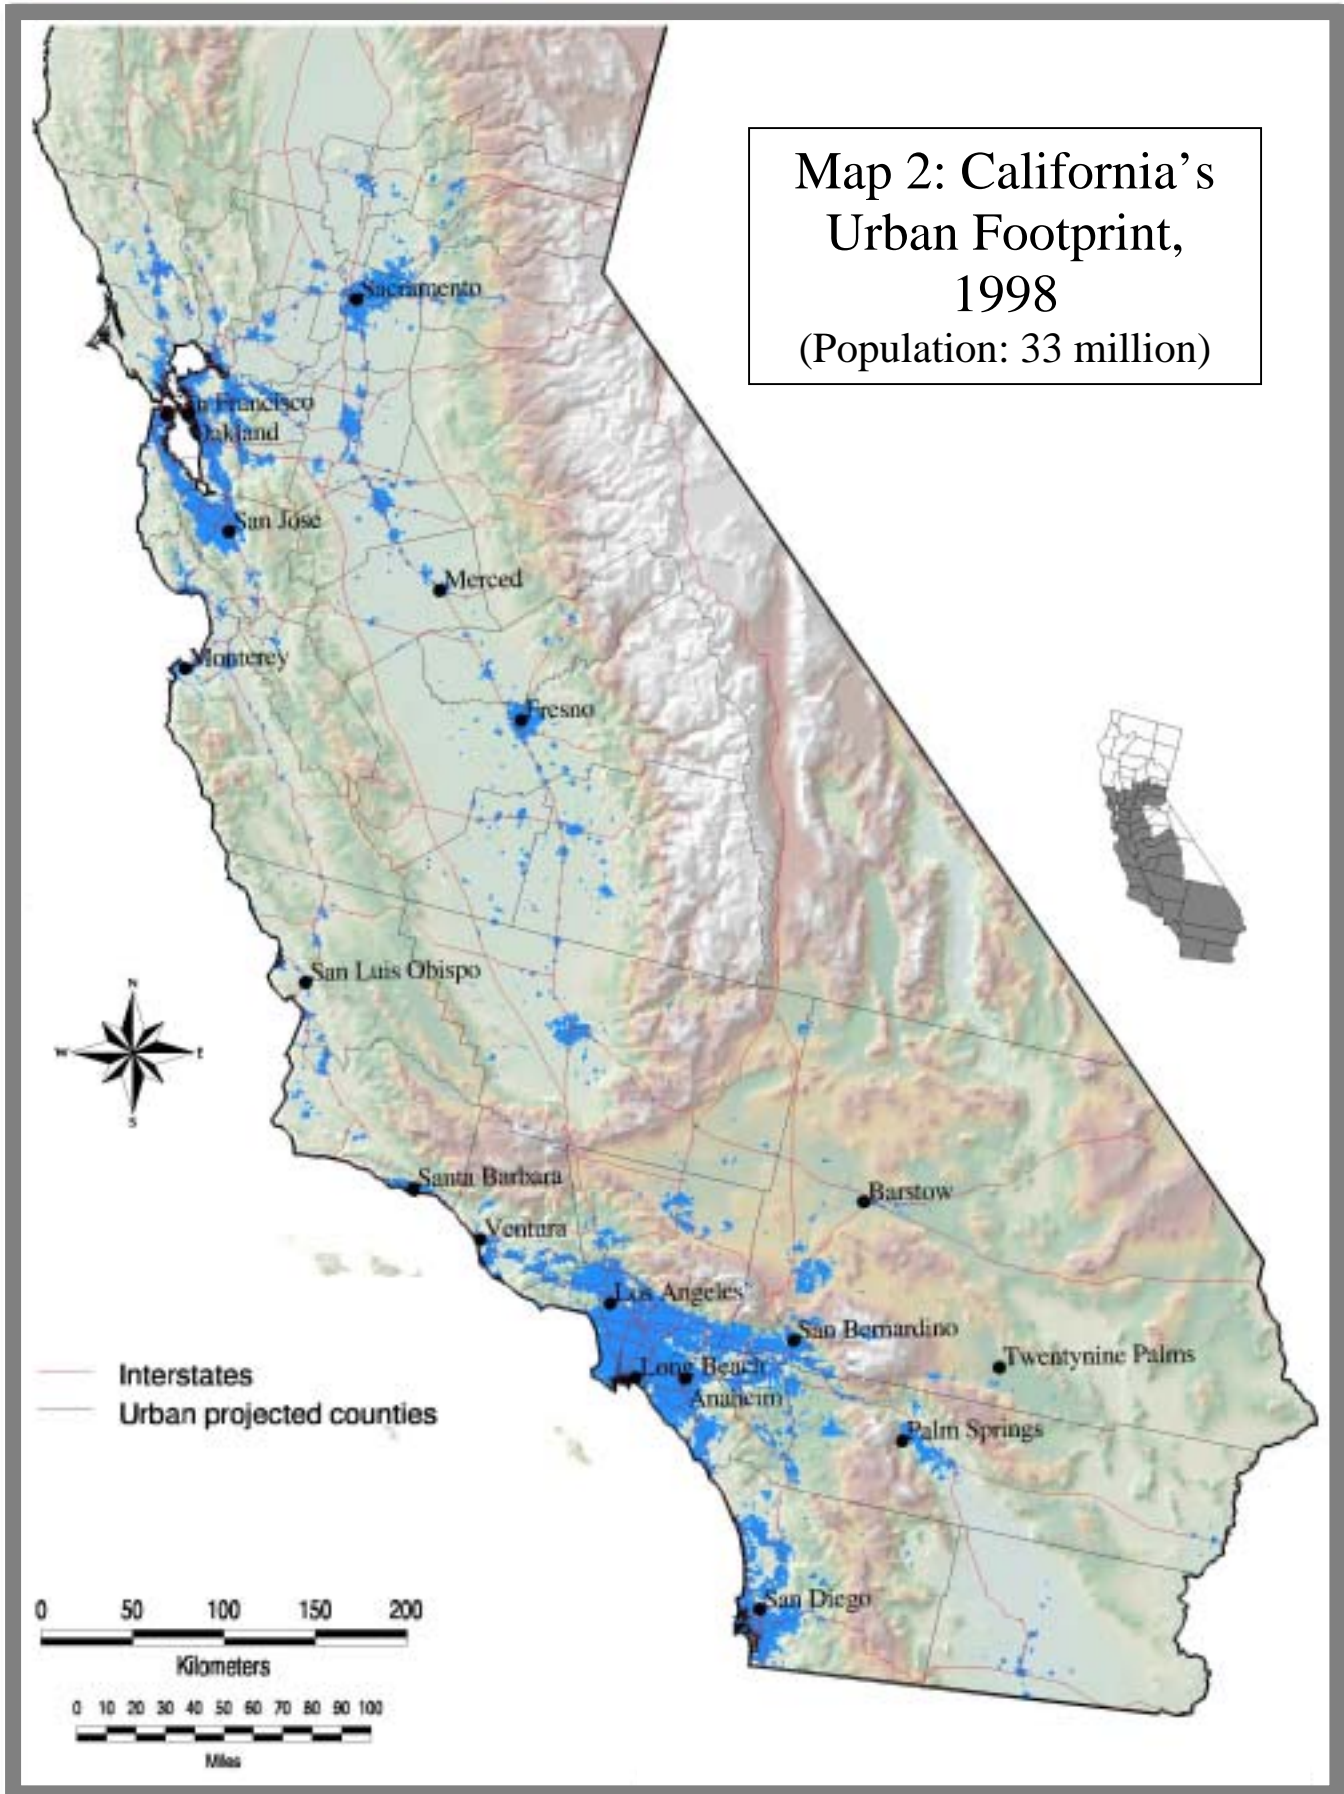 Map 2: California's
Urban Footprint,
1998
(Population: 33 million)
Sacramento
San Francisco
Oakland
San Jose
Merced
Monterey
Fresno
San Luis Obispo
N
W E
S
Santa Barbara
Barstow
Ventura
Los Angeles
San Bernardino
Long Beach
Twentynine Palms
Anaheim
Palm Springs
Interstates
Urban projected counties
San Diego
0 50 100 150 200
Kilometers
0 10 20 30 40 50 60 70 80 90 100
Miles